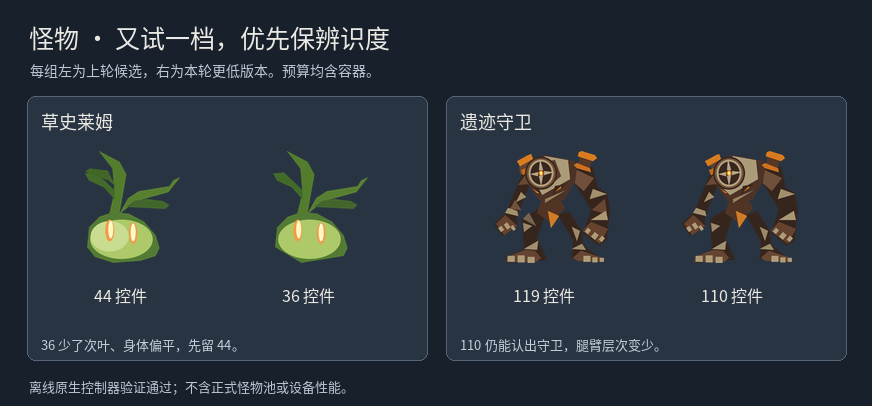 怪物 · 又试一档，优先保辨识度
每组左为上轮候选，右为本轮更低版本。预算均含容器。
草史莱姆
44 控件
36 控件
36 少了次叶、身体偏平，先留 44。
遗迹守卫
119 控件
110 控件
110 仍能认出守卫，腿臂层次变少。
离线原生控制器验证通过；不含正式怪物池或设备性能。